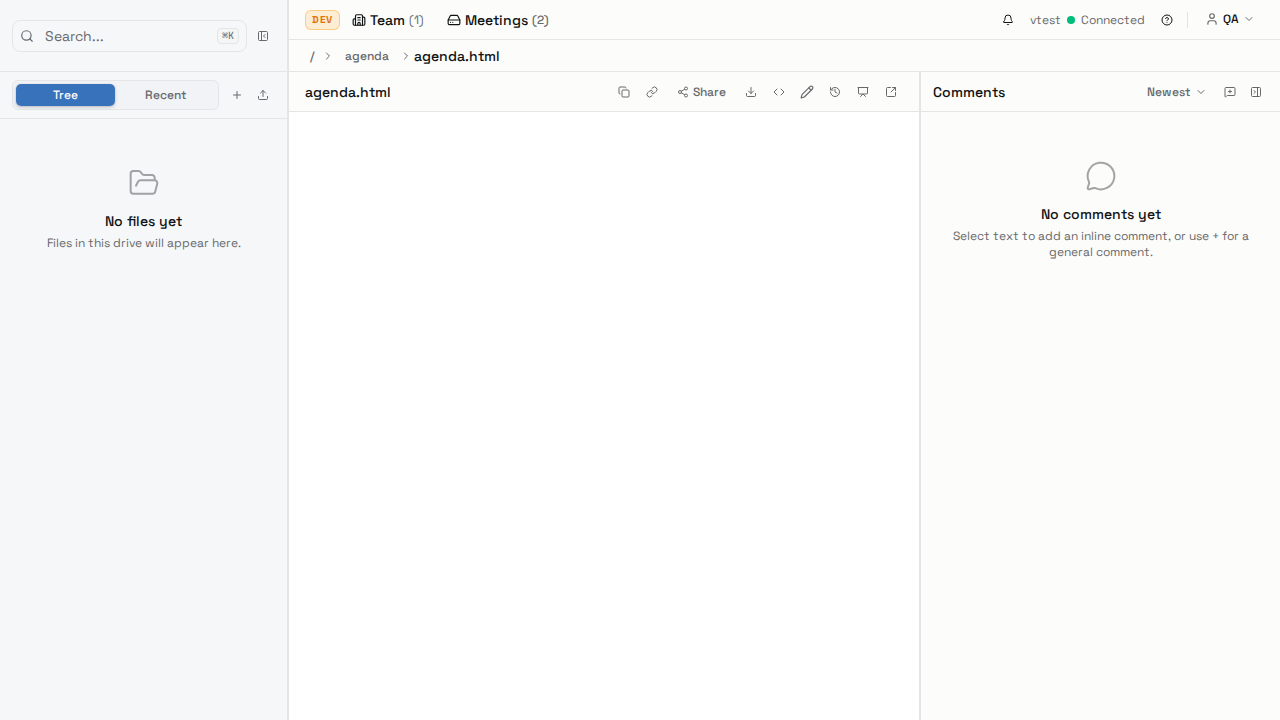 Search... ⌘K
Tree Recent
No files yet
Files in this drive will appear here.
DEV Team (1) Meetings (2)
vtest Connected QA
/ > agenda > agenda.html
agenda.html Share
Comments Newest
No comments yet
Select text to add an inline comment, or use + for a
general comment.